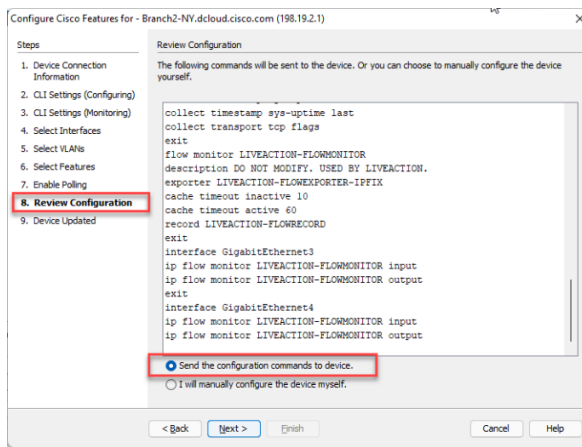 Configure Cisco Features for - Branch2-NY.dcloud.cisco.com (198.19.2.1)
Steps
1. Device Connection
Information
2. CLI Settings (Configuring)
3. CLI Settings (Monitoring)
4. Select Interfaces
5. Select VLANs
6. Select Features
7. Enable Polling
8. Review Configuration
9. Device Updated
Review Configuration
The following commands will be sent to the device. Or you can choose to manually configure the device
yourself.
collect timestamp sys-uptime last
collect transport tcp flags
exit
flow monitor LIVEACTION-FLOWMONITOR
description DO NOT MODIFY. USED BY LIVEACTION.
exporter LIVEACTION-FLOWEXPORTER-IPFIX
cache timeout inactive 10
cache timeout active 60
record LIVEACTION-FLOWRECORD
exit
interface GigabitEthernet3
ip flow monitor LIVEACTION-FLOWMONITOR input
ip flow monitor LIVEACTION-FLOWMONITOR output
exit
interface GigabitEthernet4
ip flow monitor LIVEACTION-FLOWMONITOR input
ip flow monitor LIVEACTION-FLOWMONITOR output
Send the configuration commands to device.
I will manually configure the device myself.
< Back Next > Finish Cancel Help